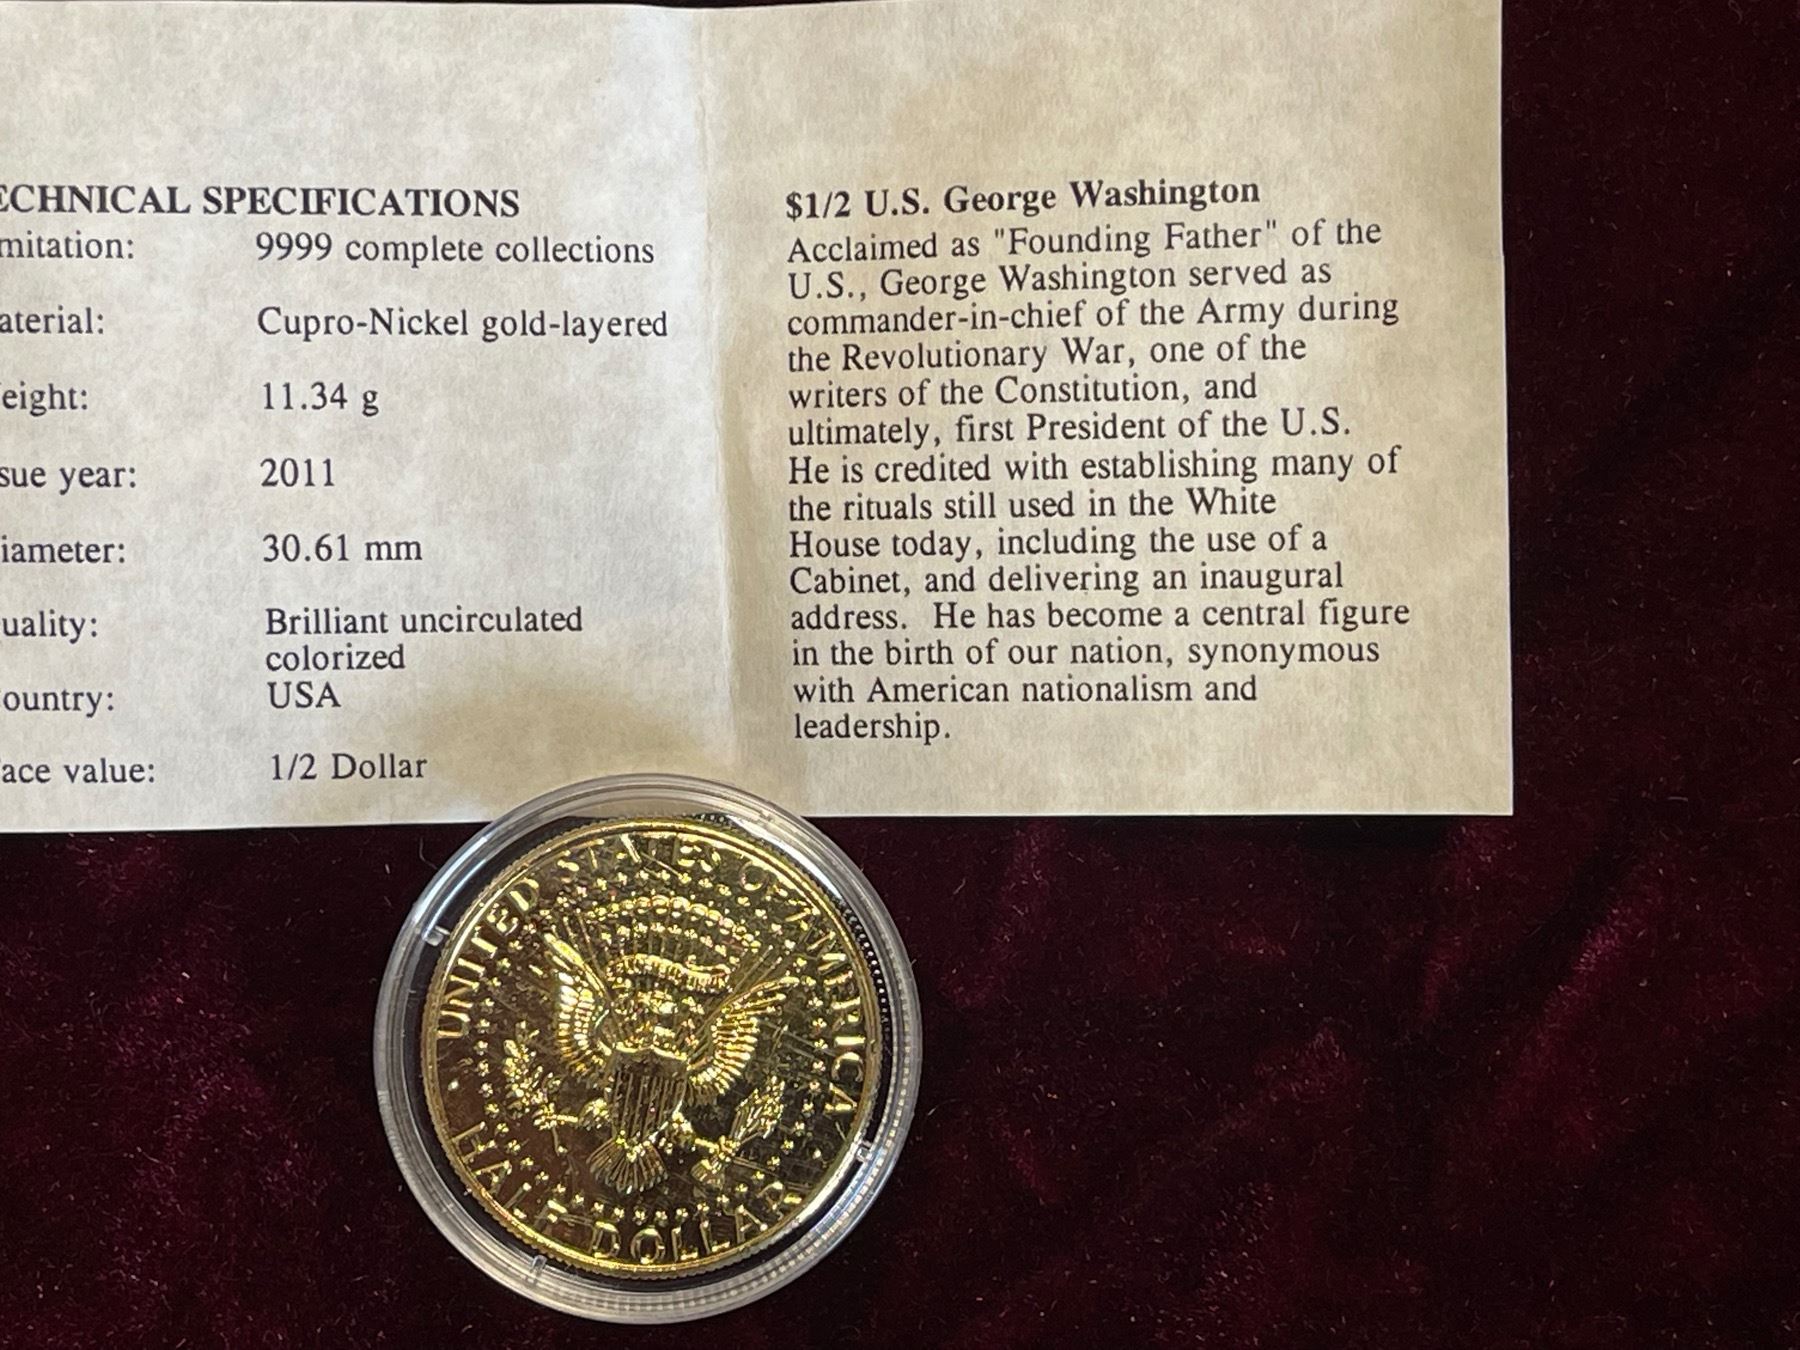 ECHNICAL SPECIFICATIONS
mitation: 9999 complete collections
aterial: Cupro-Nickel gold-layered
eight: 11.34 g
sue year: 2011
iameter: 30.61 mm
uality: Brilliant uncirculated
colorized
ountry: USA
ace value: 1/2 Dollar
$1/2 U.S. George Washington
Acclaimed as "Founding Father" of the
U.S., George Washington served as
commander-in-chief of the Army during
the Revolutionary War, one of the
writers of the Constitution, and
ultimately, first President of the U.S.
He is credited with establishing many of
the rituals still used in the White
House today, including the use of a
Cabinet, and delivering an inaugural
address. He has become a central figure
in the birth of our nation, synonymous
with American nationalism and
leadership.
UNITED STATES OF AMERICA
HALF DOLLAR